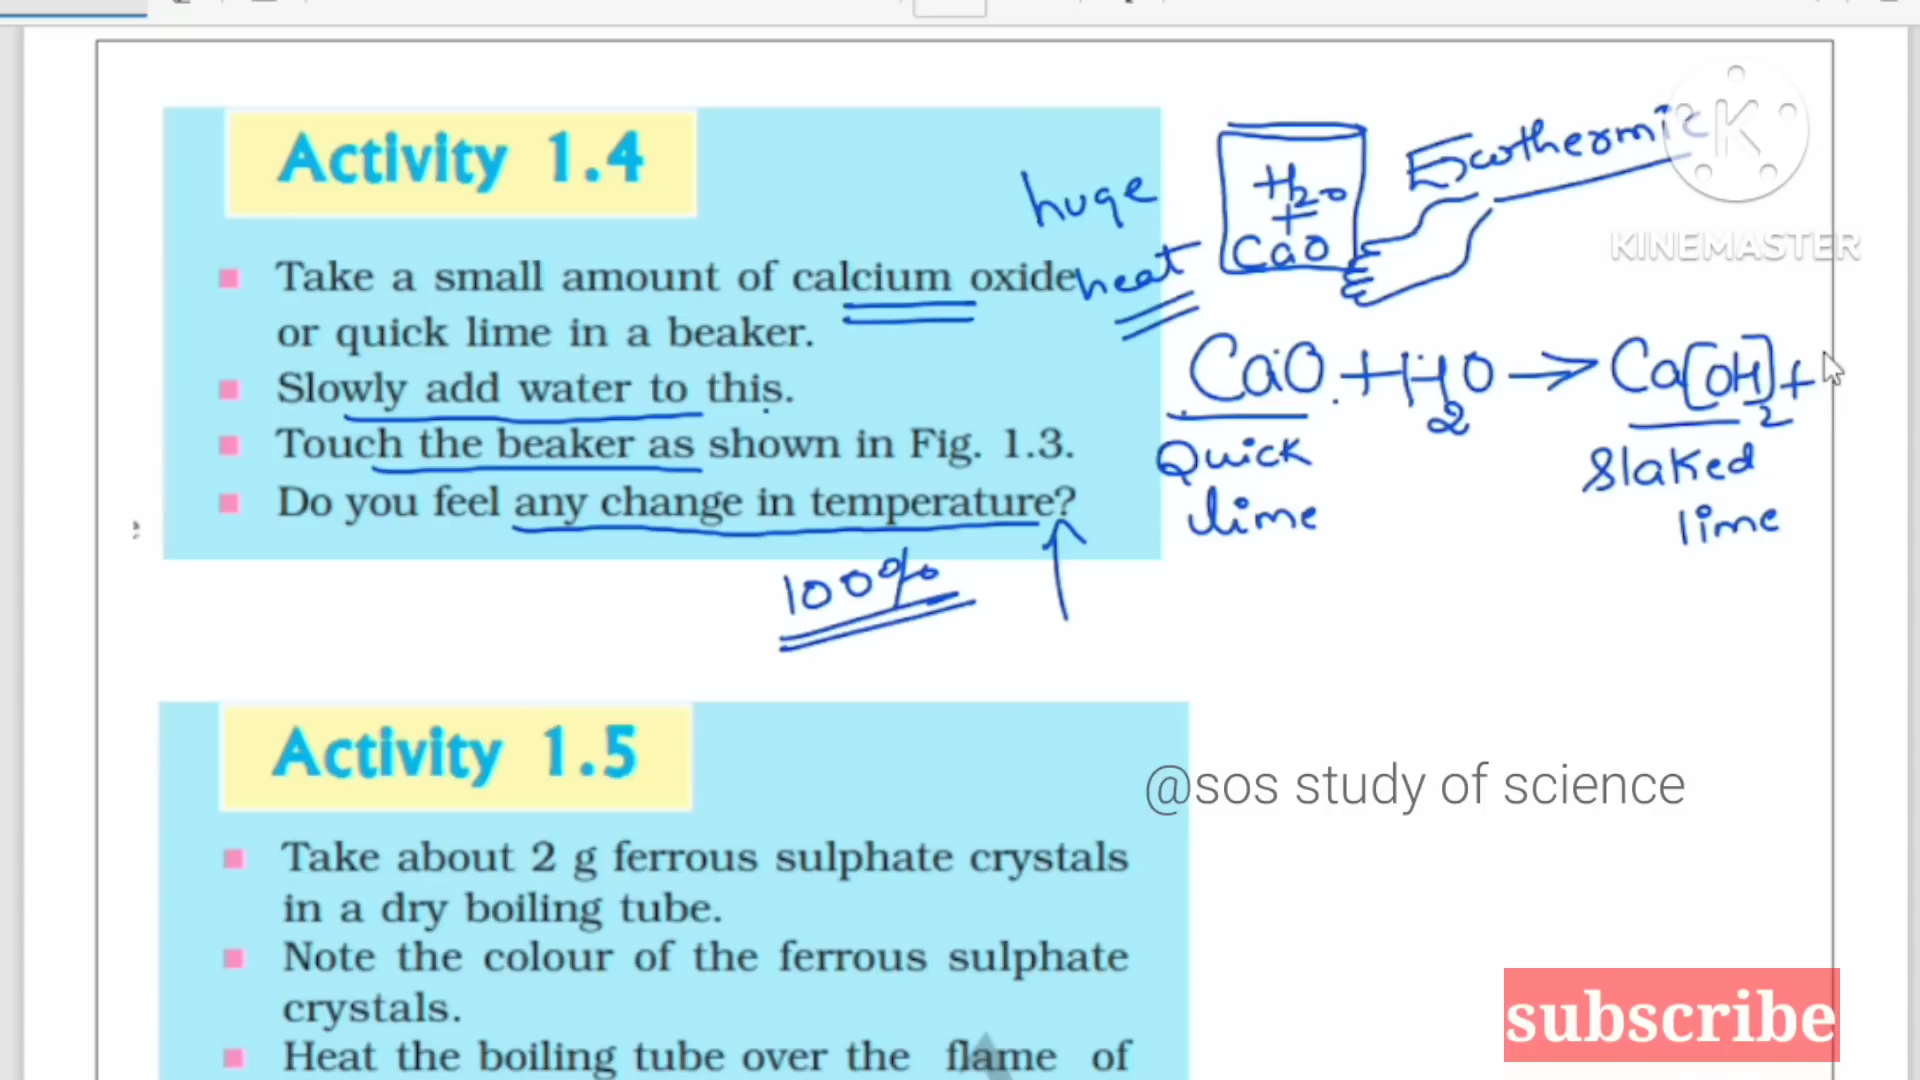 Activity 1.4
Take a small amount of calcium oxide
or quick lime in a beaker.
Slowly add water to this.
Touch the beaker as shown in Fig. 1.3.
Do you feel any change in temperature?
100%
huge
heat
H2O
+
CaO
Exothermic
K
KINEMASTER
CaO + H2O → Ca[OH]2 +
Quick
lime
Slaked
lime
Activity 1.5
@sos study of science
Take about 2 g ferrous sulphate crystals
in a dry boiling tube.
Note the colour of the ferrous sulphate
crystals.
Heat the boiling tube over the flame of
subscribe